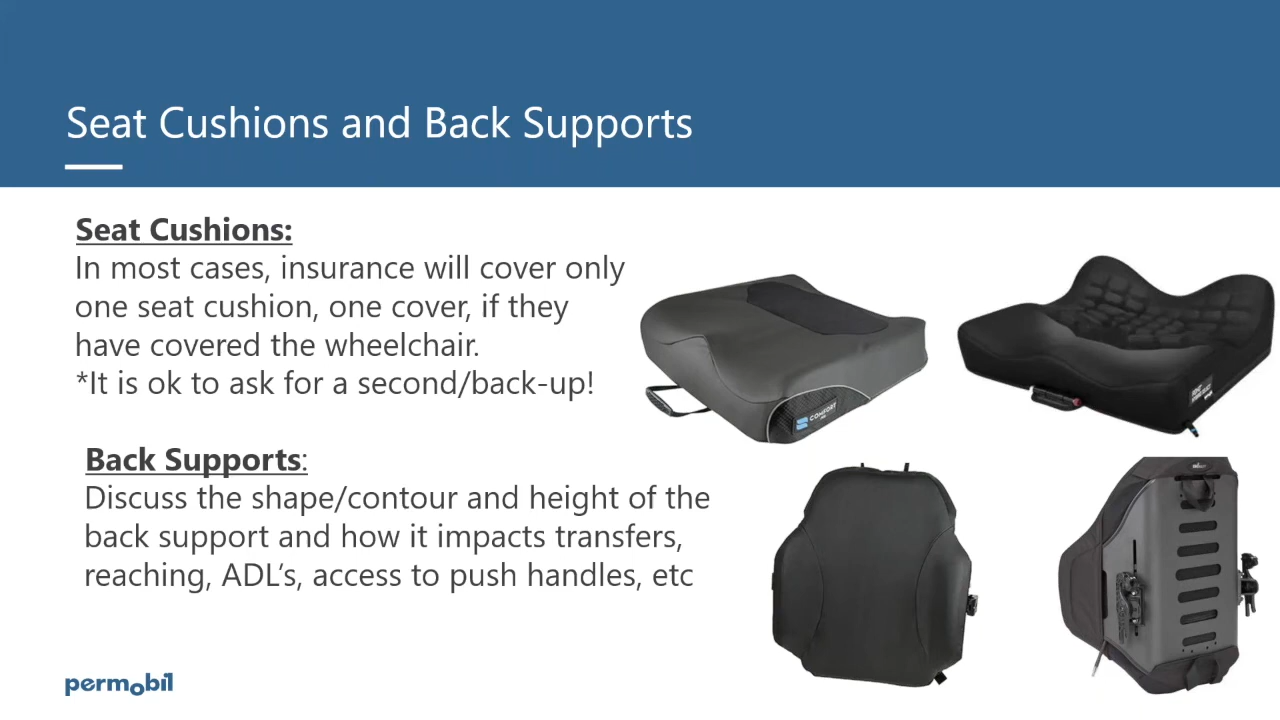 Seat Cushions and Back Supports
Seat Cushions:
In most cases, insurance will cover only
one seat cushion, one cover, if they
have covered the wheelchair.
*It is ok to ask for a second/back-up!
COMFORT
Back Supports:
Discuss the shape/contour and height of the
back support and how it impacts transfers,
reaching, ADL‘s, access to push handles, etc
permobil